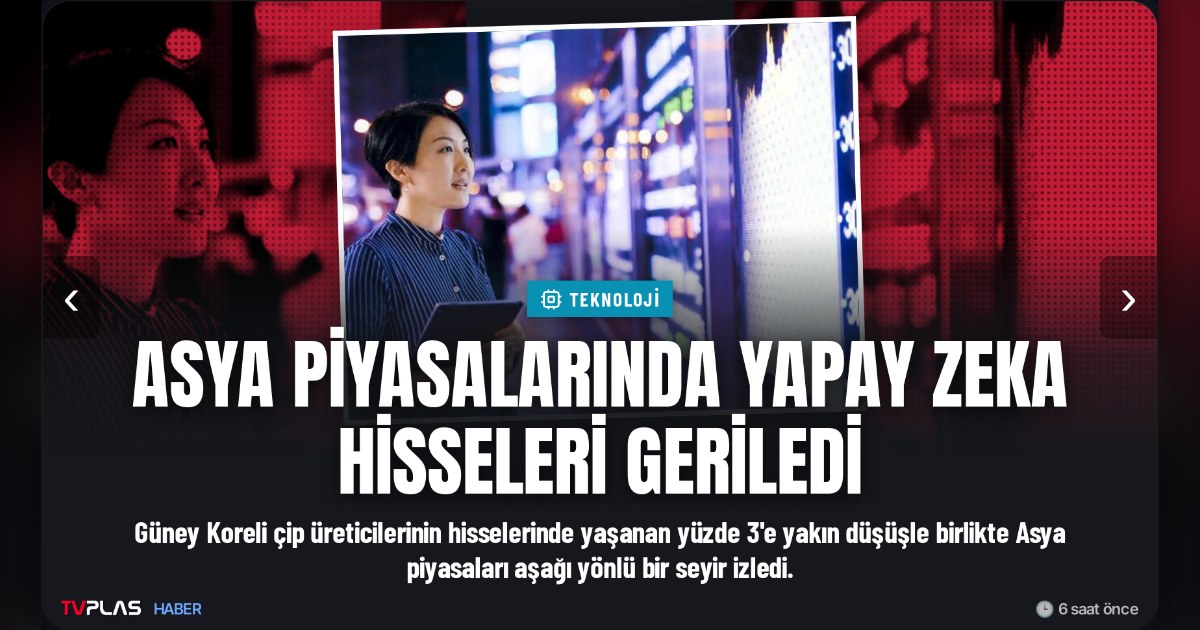 TEKNOLOJİ
ASYA PİYASALARINDA YAPAY ZEKA
HİSSELERİ GERİLEDİ
Güney Koreli çip üreticilerinin hisselerinde yaşanan yüzde 3'e yakın düşüşle birlikte Asya
piyasaları aşağı yönlü bir seyir izledi.
TVPLAS HABER
6 saat önce